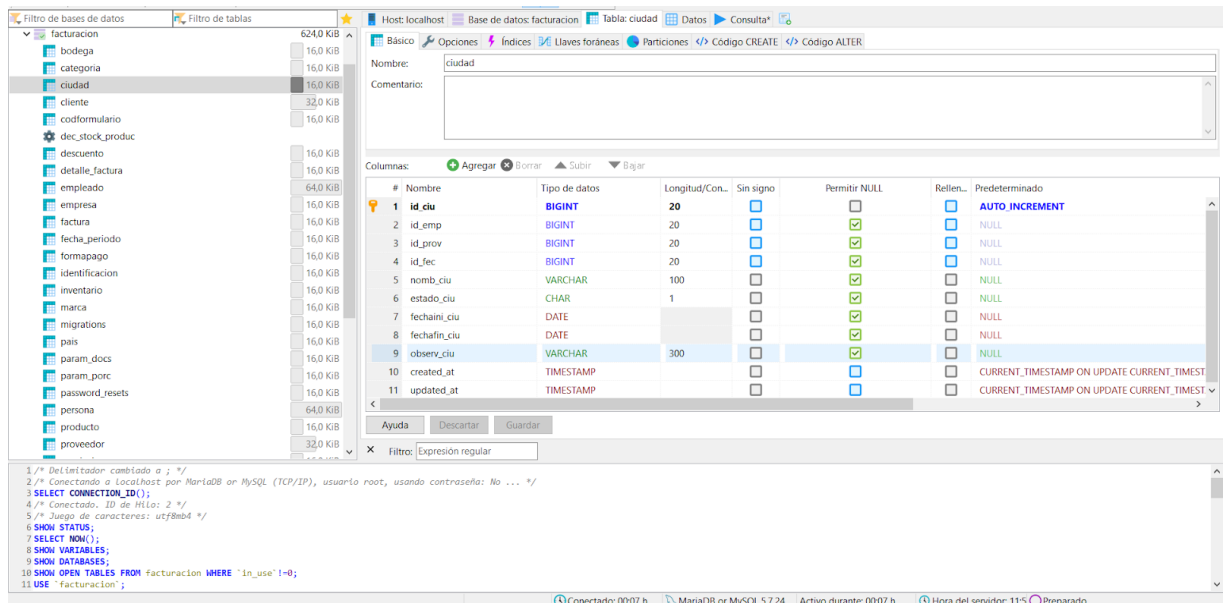 Filtro de bases de datos Filtro de tablas
facturacion 624,0 KiB
bodega 16,0 KiB
categoria 16,0 KiB
ciudad 16,0 KiB
cliente 32,0 KiB
codformulario 16,0 KiB
dec_stock_produc
descuento 16,0 KiB
detalle_factura 16,0 KiB
empleado 64,0 KiB
empresa 16,0 KiB
factura 16,0 KiB
fecha_periodo 16,0 KiB
formapago 16,0 KiB
identificacion 16,0 KiB
inventario 16,0 KiB
marca 16,0 KiB
migrations 16,0 KiB
pais 16,0 KiB
param_docs 16,0 KiB
param_porc 16,0 KiB
password_resets 16,0 KiB
persona 64,0 KiB
producto 16,0 KiB
proveedor 32,0 KiB
Host: localhost Base de datos: facturacion Tabla: ciudad Datos Consulta*
Básico Opciones Índices Llaves foráneas Particiones </> Código CREATE </> Código ALTER
Nombre: ciudad
Comentario:
Columnas: Agregar Borrar Subir Bajar
# Nombre Tipo de datos Longitud/Con... Sin signo Permitir NULL Rellen... Predeterminado
1 id_ciu BIGINT 20 AUTO_INCREMENT
2 id_emp BIGINT 20 NULL
3 id_prov BIGINT 20 NULL
4 id_fec BIGINT 20 NULL
5 nomb_ciu VARCHAR 100 NULL
6 estado_ciu CHAR 1 NULL
7 fechaini_ciu DATE NULL
8 fechafin_ciu DATE NULL
9 observ_ciu VARCHAR 300 NULL
10 created_at TIMESTAMP CURRENT_TIMESTAMP ON UPDATE CURRENT_TIMEST
11 updated_at TIMESTAMP CURRENT_TIMESTAMP ON UPDATE CURRENT_TIMEST
Ayuda Descartar Guardar
Filtro: Expresión regular
1 /* Delimitador cambiado a ; */
2 /* Conectando a localhost por MariaDB or MySQL (TCP/IP), usuario root, usando contraseña: No ... */
3 SELECT CONNECTION_ID();
4 /* Conectado. ID de Hilo: 2 */
5 /* Juego de caracteres: utf8mb4 */
6 SHOW STATUS;
7 SELECT NOW();
8 SHOW VARIABLES;
9 SHOW DATABASES;
10 SHOW OPEN TABLES FROM facturacion WHERE `in_use`!=0;
11 USE `facturacion`;
Conectado: 00:07 h MariaDB or MySQL 5.7.24 Activo durante: 00:07 h Hora del servidor: 11:5 Preparado